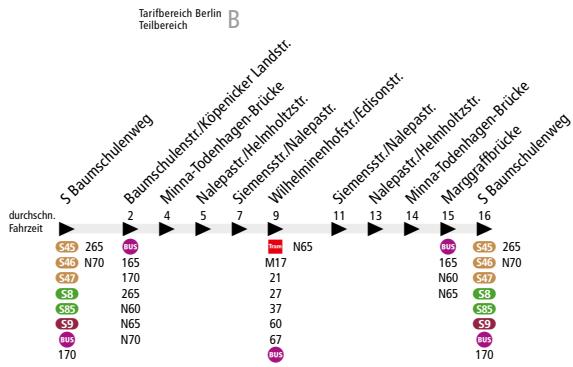 Tarifbereich Berlin
Teilbereich
B
S Baumschulenweg
Baumschulenstr./Köpenicker Landstr.
Minna-Todenhagen-Brücke
Nalepastr./Helmholtzstr.
Siemensstr./Nalepastr.
Wilhelminenhofstr./Edisonstr.
Siemensstr./Nalepastr.
Nalepastr./Helmholtzstr.
Minna-Todenhagen-Brücke
Marggraffbrücke
S Baumschulenweg
durchschn.
Fahrzeit
2 4 5 7 9 11 13 14 15 16
S45 265
S46 N70
S47
S8
S85
S9
BUS
170
BUS
165
170
265
N60
N65
N70
Tram N65
M17
21
27
37
60
67
BUS
BUS
165
N60
N65
S45 265
S46 N70
S47
S8
S85
S9
BUS
170